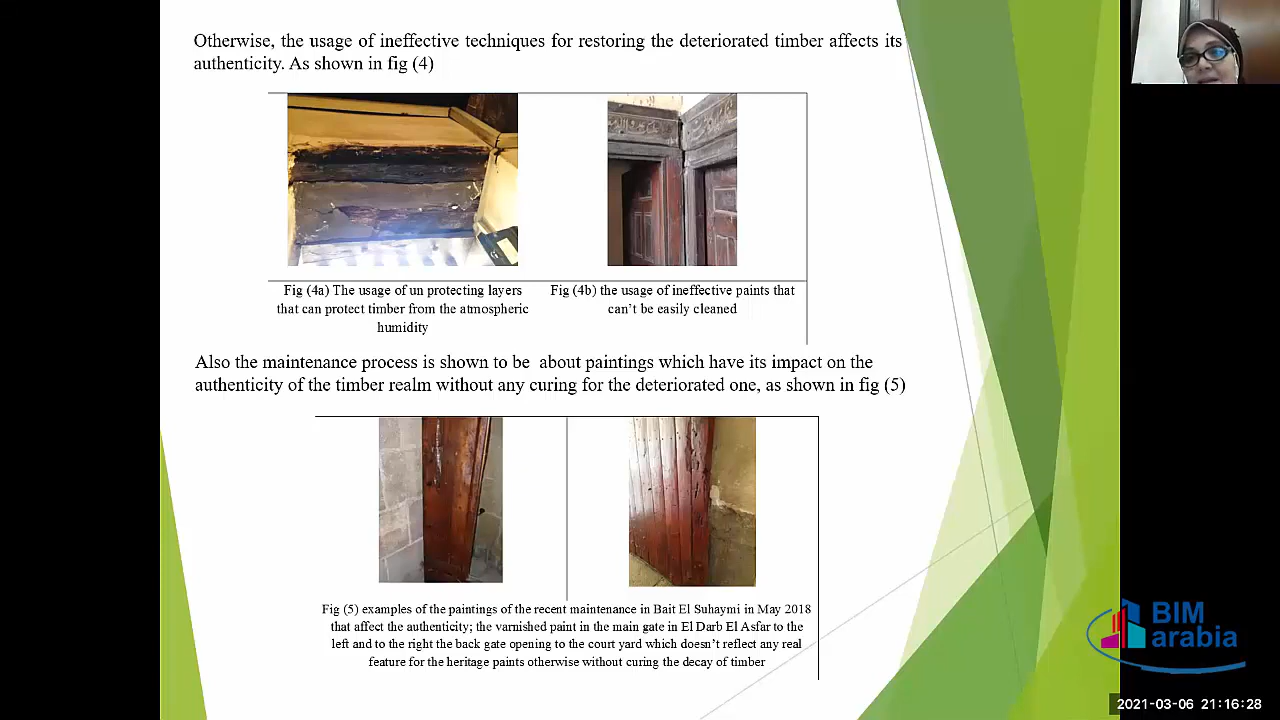 Otherwise, the usage of ineffective techniques for restoring the deteriorated timber affects its
authenticity. As shown in fig (4)
Fig (4a) The usage of un protecting layers
that can protect timber from the atmospheric
humidity
Fig (4b) the usage of ineffective paints that
can't be easily cleaned
Also the maintenance process is shown to be  about paintings which have its impact on the
authenticity of the timber realm without any curing for the deteriorated one, as shown in fig (5)
Fig (5) examples of the paintings of the recent maintenance in Bait El Suhaymi in May 2018
that affect the authenticity; the varnished paint in the main gate in El Darb El Asfar to the
left and to the right the back gate opening to the court yard which doesn't reflect any real
feature for the heritage paints otherwise without curing the decay of timber
BIM
arabia
2021-03-06 21:16:28